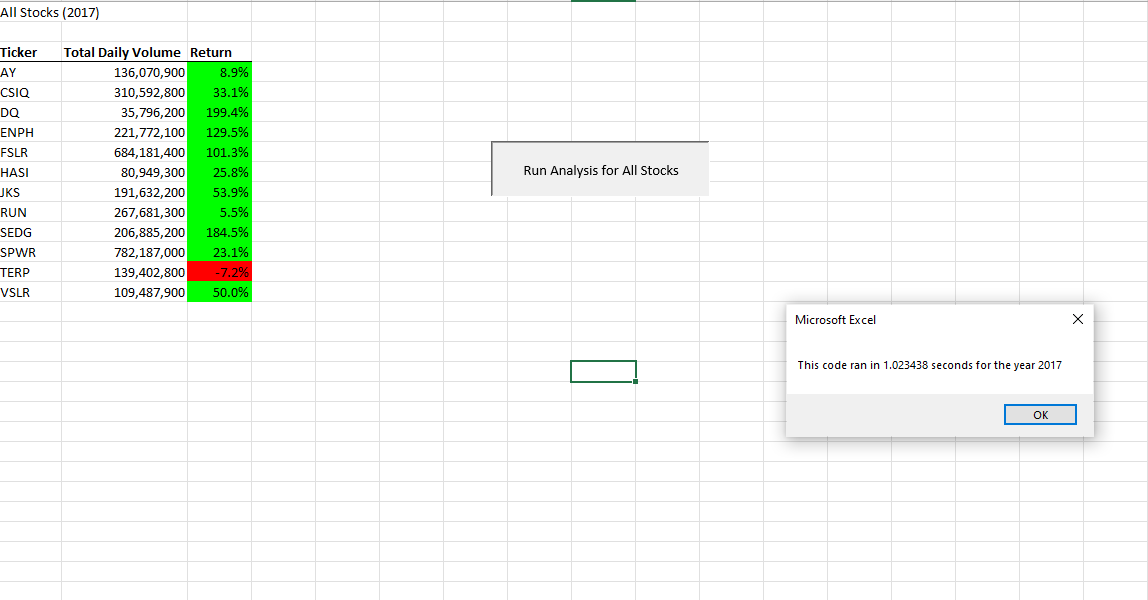 All Stocks (2017)
Ticker Total Daily Volume Return
AY 136,070,900 8.9%
CSIQ 310,592,800 33.1%
DQ 35,796,200 199.4%
ENPH 221,772,100 129.5%
FSLR 684,181,400 101.3%
HASI 80,949,300 25.8%
JKS 191,632,200 53.9%
RUN 267,681,300 5.5%
SEDG 206,885,200 184.5%
SPWR 782,187,000 23.1%
TERP 139,402,800 -7.2%
VSLR 109,487,900 50.0%
Run Analysis for All Stocks
Microsoft Excel
This code ran in 1.023438 seconds for the year 2017
OK